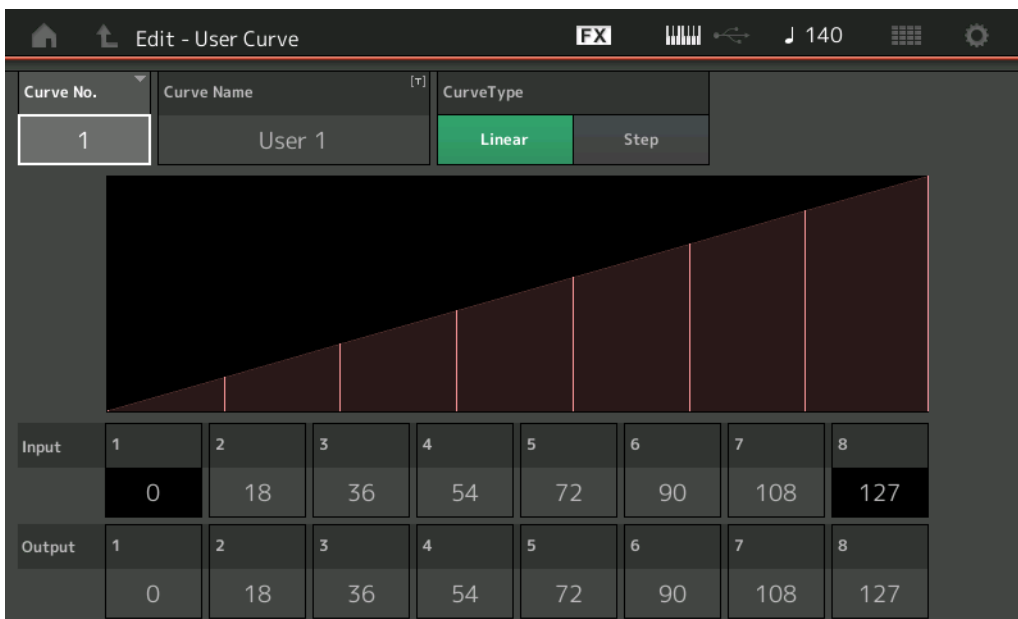 Edit - User Curve FX ♩ 140
Curve No. Curve Name [T] CurveType
1 User 1 Linear Step
Input 1 2 3 4 5 6 7 8
0 18 36 54 72 90 108 127
Output 1 2 3 4 5 6 7 8
0 18 36 54 72 90 108 127